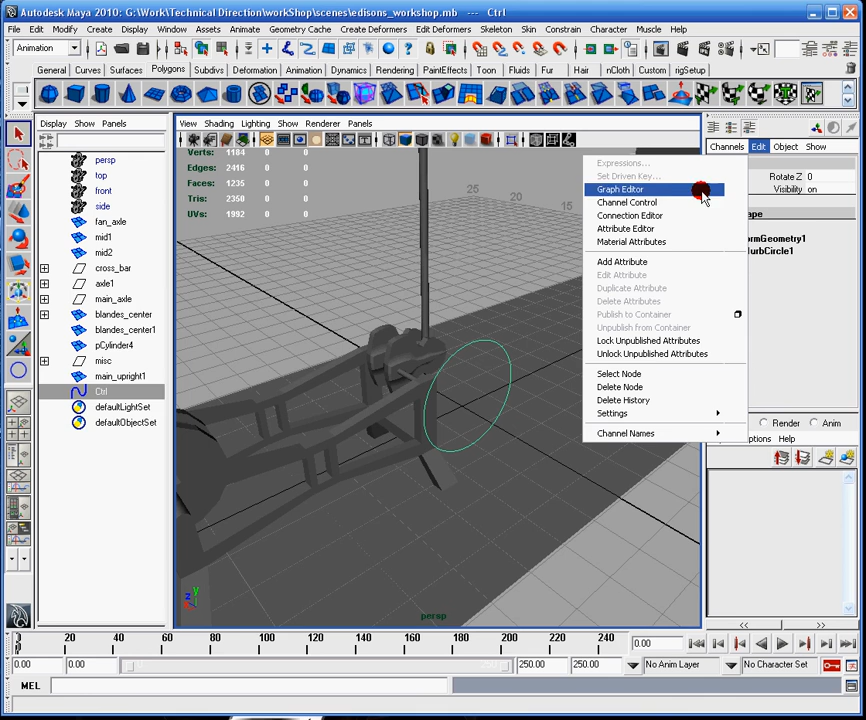 Autodesk Maya 2010: G:\Work\Technical Direction\workShop\scenes\edisons_workshop.mb --- Ctrl
File Edit Modify Create Display Window Assets Animate Geometry Cache Create Deformers Edit Deformers Skeleton Skin Constrain Character Muscle Help
Animation
General Curves Surfaces Polygons Subdivs Deformation Animation Dynamics Rendering PaintEffects Toon Fluids Fur Hair nCloth Custom rigSetup
Display Show Panels
View Shading Lighting Show Renderer Panels
Channels Edit Object Show
persp
top
front
side
fan_axle
mid1
mid2
cross_bar
axle1
main_axle
blandes_center
blandes_center1
pCylinder4
misc
main_upright1
Ctrl
defaultLightSet
defaultObjectSet
Verts: 1184 0 0
Edges: 2416 0 0
Faces: 1235 0 0
Tris: 2350 0 0
UVs: 1992 0 0
25 20 15
persp
Expressions...
Set Driven Key...
Graph Editor
Channel Control
Connection Editor
Attribute Editor
Material Attributes
Add Attribute
Edit Attribute
Duplicate Attribute
Delete Attributes
Publish to Container
Unpublish from Container
Lock Unpublished Attributes
Unlock Unpublished Attributes
Select Node
Delete Node
Delete History
Settings
Channel Names
Rotate Z 0
Visibility on
ape
ormGeometry1
urbCircle1
Render Anim
ptions Help
20 40 60 80 100 120 140 160 180 200 220 240
0.00
0.00 0.00 250.00 250.00 No Anim Layer No Character Set
MEL